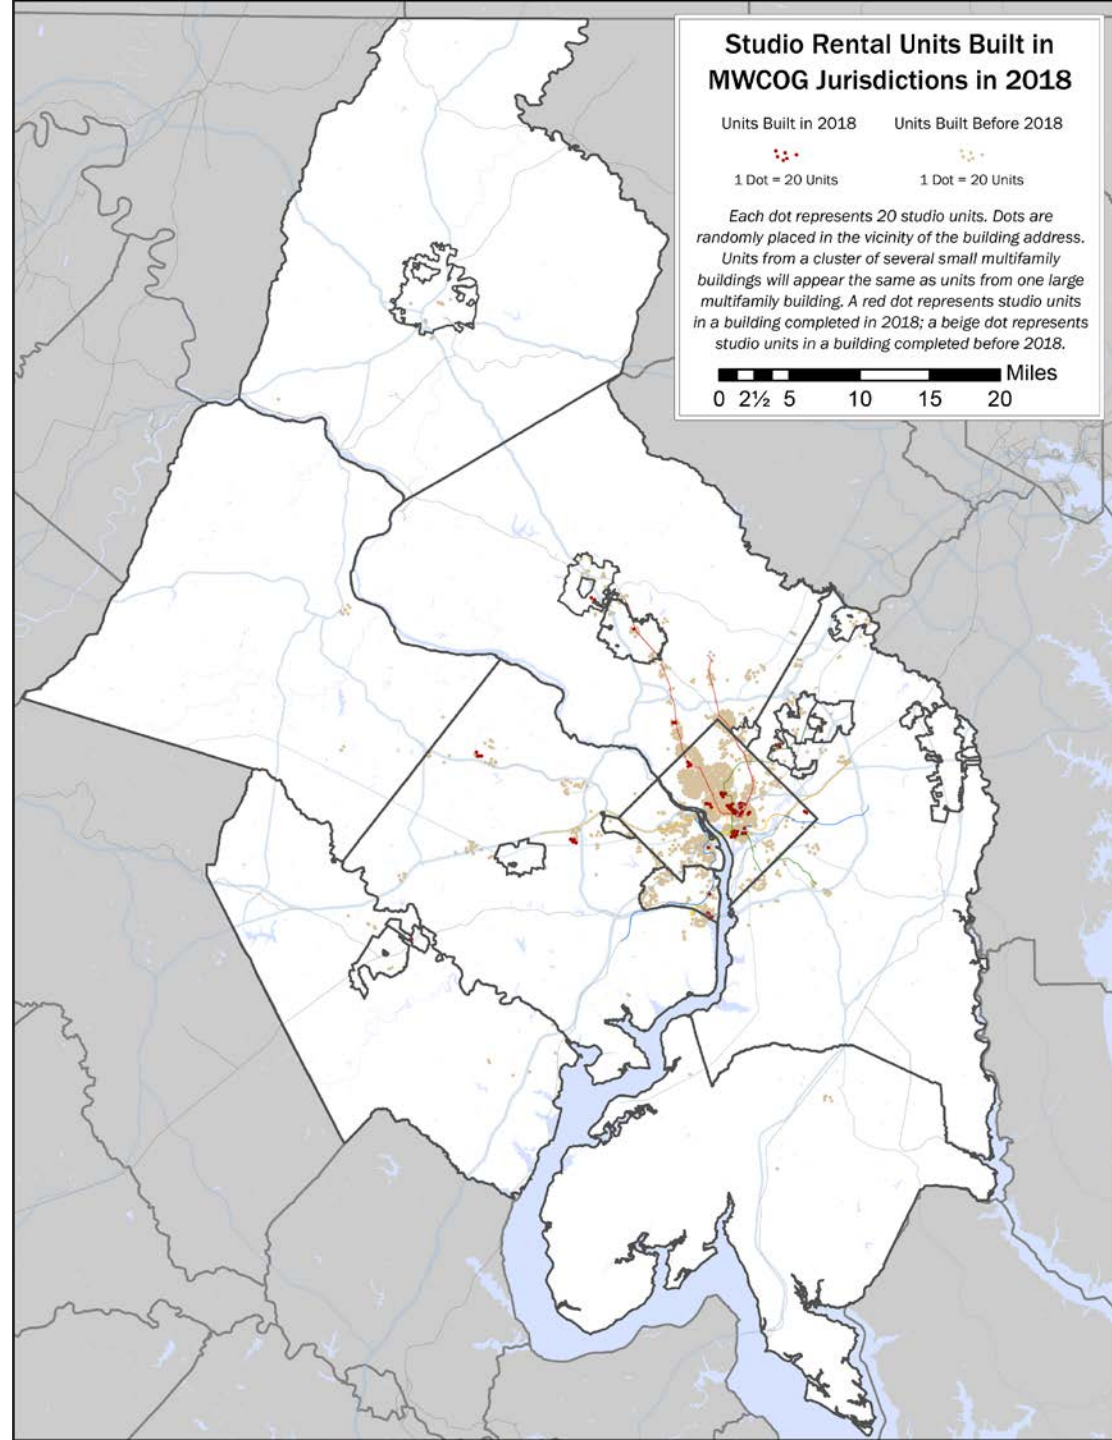 Studio Rental Units Built in
MWCOG Jurisdictions in 2018
Units Built in 2018 Units Built Before 2018
1 Dot = 20 Units 1 Dot = 20 Units
Each dot represents 20 studio units. Dots are
randomly placed in the vicinity of the building address.
Units from a cluster of several small multifamily
buildings will appear the same as units from one large
multifamily building. A red dot represents studio units
in a building completed in 2018; a beige dot represents
studio units in a building completed before 2018.
Miles
0 2½ 5 10 15 20